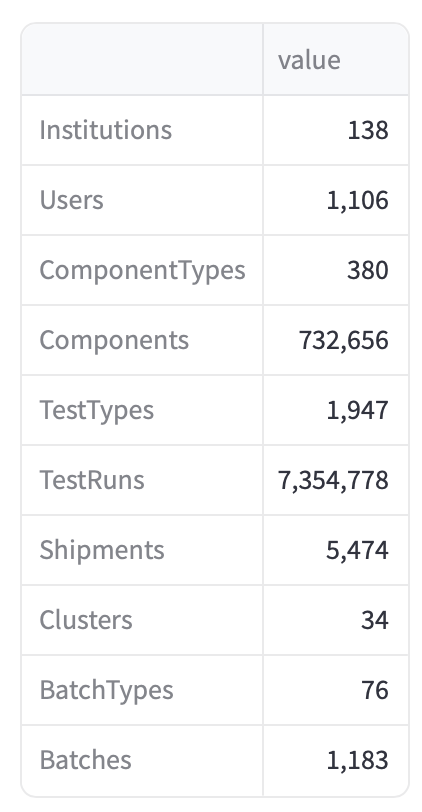 value
Institutions 138
Users 1,106
ComponentTypes 380
Components 732,656
TestTypes 1,947
TestRuns 7,354,778
Shipments 5,474
Clusters 34
BatchTypes 76
Batches 1,183